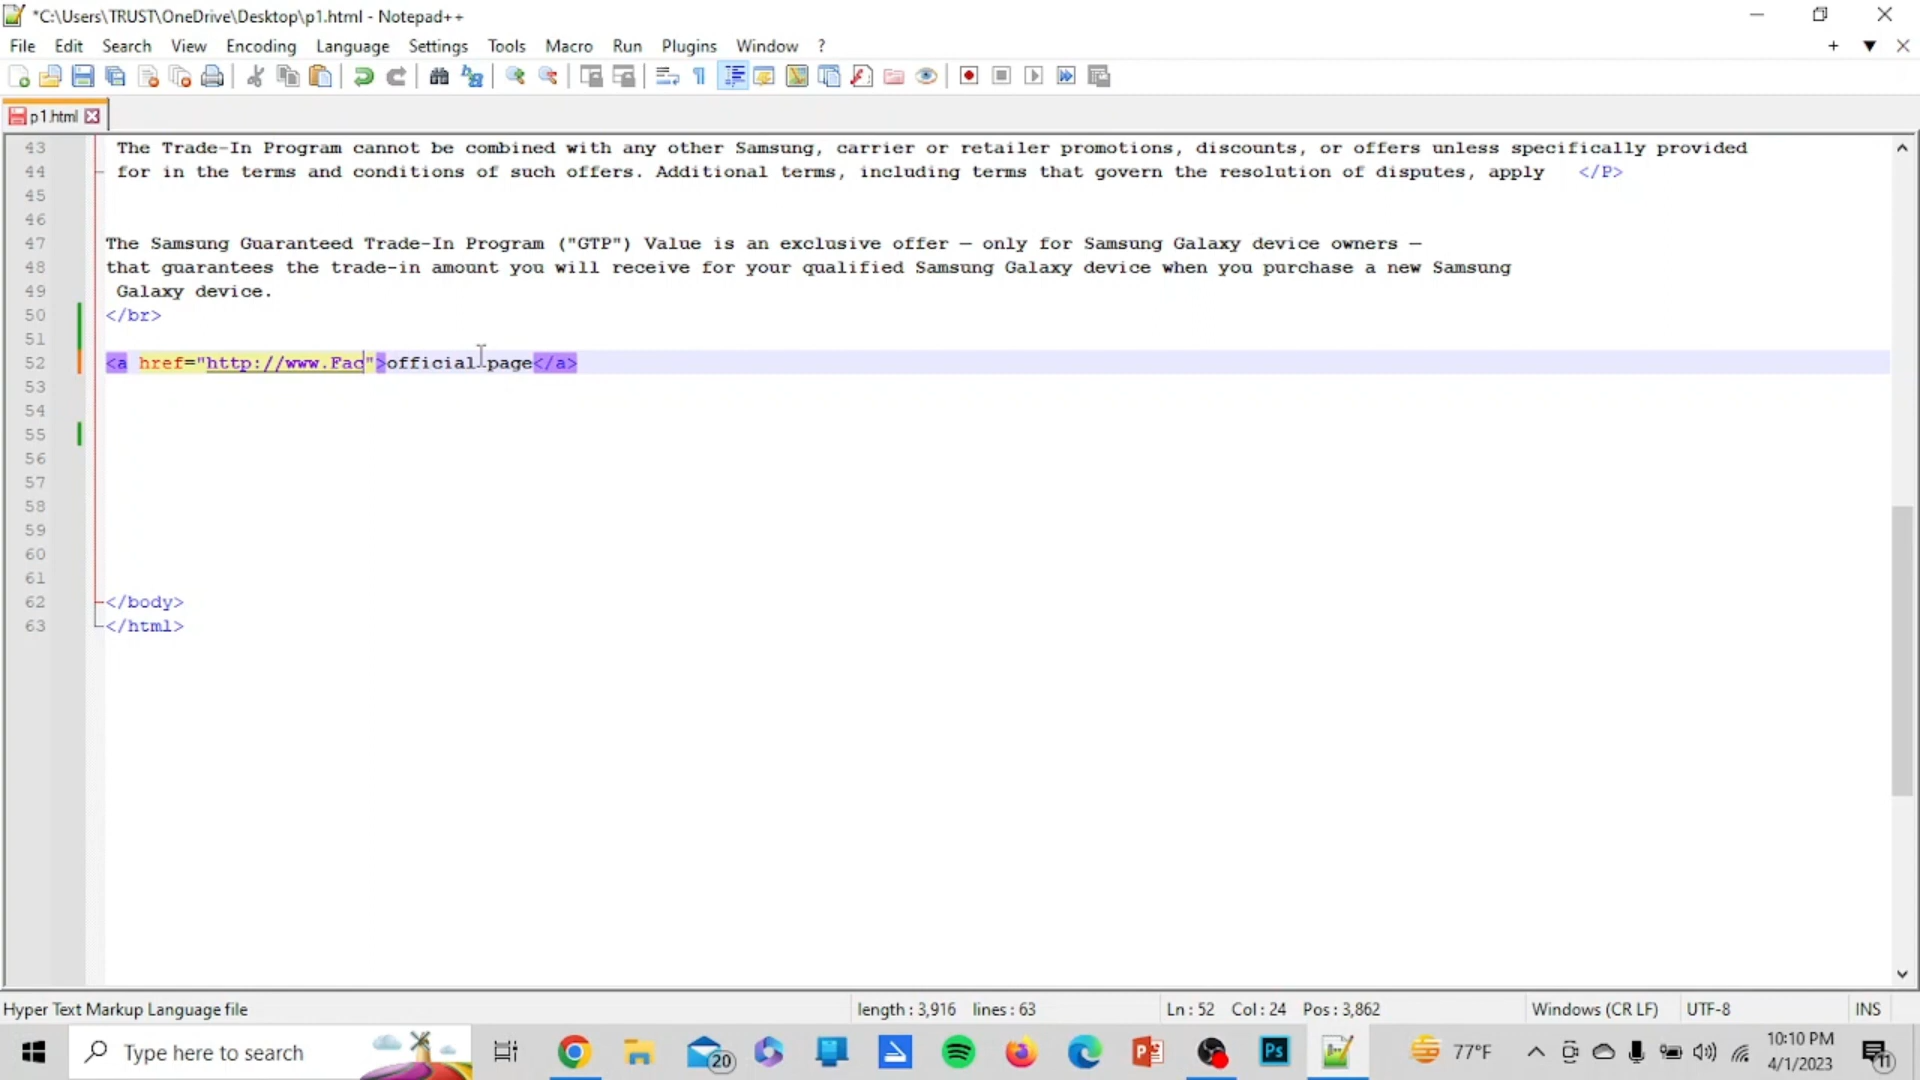 *C:\Users\TRUST\OneDrive\Desktop\p1.html - Notepad++
File Edit Search View Encoding Language Settings Tools Macro Run Plugins Window ?
p1.html
43 The Trade-In Program cannot be combined with any other Samsung, carrier or retailer promotions, discounts, or offers unless specifically provided
44 for in the terms and conditions of such offers. Additional terms, including terms that govern the resolution of disputes, apply </P>
45
46
47 The Samsung Guaranteed Trade-In Program ("GTP") Value is an exclusive offer — only for Samsung Galaxy device owners —
48 that guarantees the trade-in amount you will receive for your qualified Samsung Galaxy device when you purchase a new Samsung
49 Galaxy device.
50 </br>
51
52 <a href="http://www.Fac">official page</a>
53
54
55
56
57
58
59
60
61
62 </body>
63 </html>
Hyper Text Markup Language file length : 3,916 lines : 63 Ln : 52 Col : 24 Pos : 3,862 Windows (CR LF) UTF-8 INS
Type here to search 20 Ps 77°F 10:10 PM
4/1/2023 11